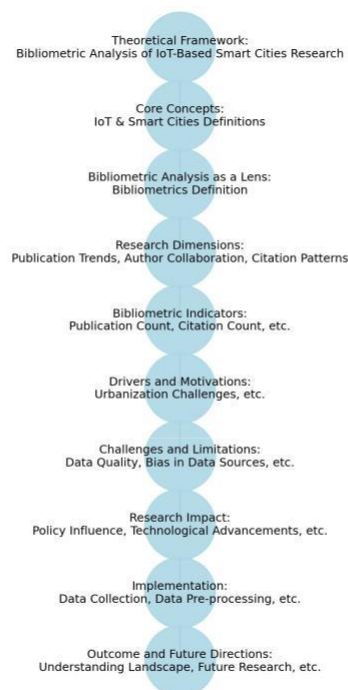 Theoretical Framework:
Bibliometric Analysis of IoT-Based Smart Cities Research
Core Concepts:
IoT & Smart Cities Definitions
Bibliometric Analysis as a Lens:
Bibliometrics Definition
Research Dimensions:
Publication Trends, Author Collaboration, Citation Patterns
Bibliometric Indicators:
Publication Count, Citation Count, etc.
Drivers and Motivations:
Urbanization Challenges, etc.
Challenges and Limitations:
Data Quality, Bias in Data Sources, etc.
Research Impact:
Policy Influence, Technological Advancements, etc.
Implementation:
Data Collection, Data Pre-processing, etc.
Outcome and Future Directions:
Understanding Landscape, Future Research, etc.